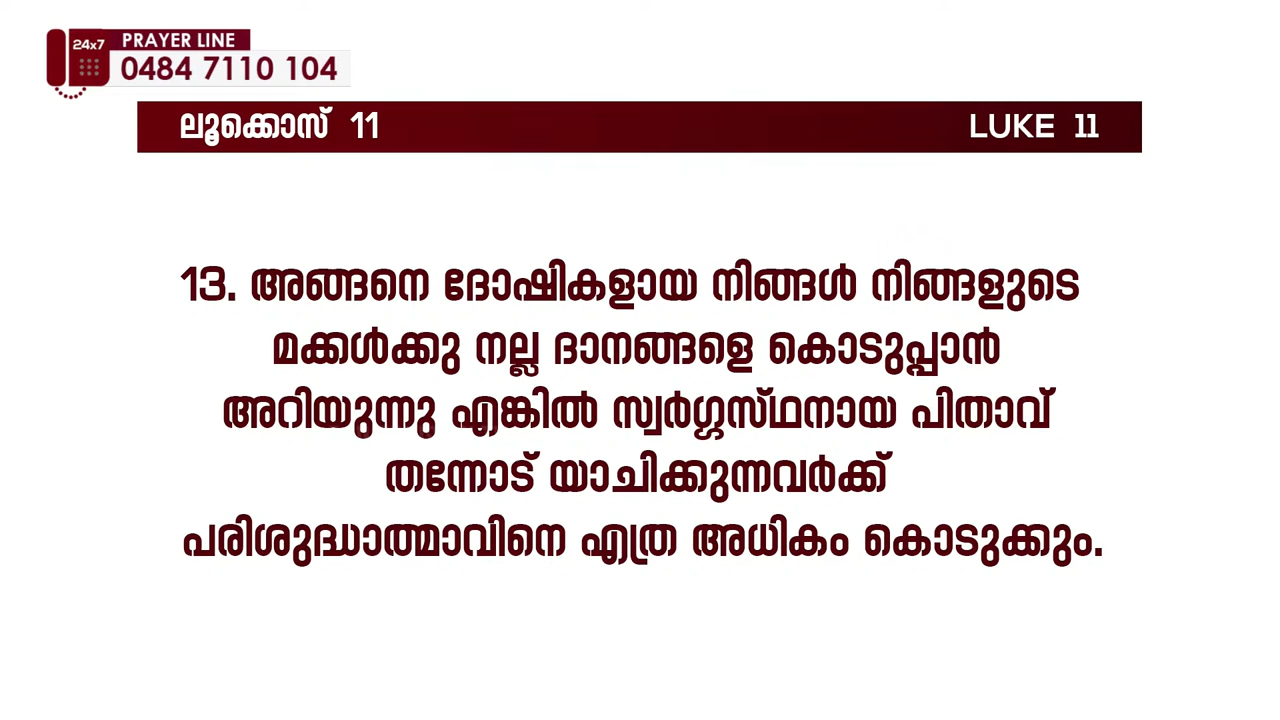 24x7 PRAYER LINE
0484 7110 104
ലൂക്കൊസ് 11 LUKE 11
13. അങ്ങനെ ദോഷികളായ നിങ്ങൾ നിങ്ങളുടെ
മക്കൾക്കു നല്ല ദാനങ്ങളെ കൊടുപ്പാൻ
അറിയുന്നു എങ്കിൽ സ്വർഗ്ഗസ്ഥനായ പിതാവ്
തന്നോട് യാചിക്കുന്നവർക്ക്
പരിശുദ്ധാത്മാവിനെ എത്ര അധികം കൊടുക്കും.